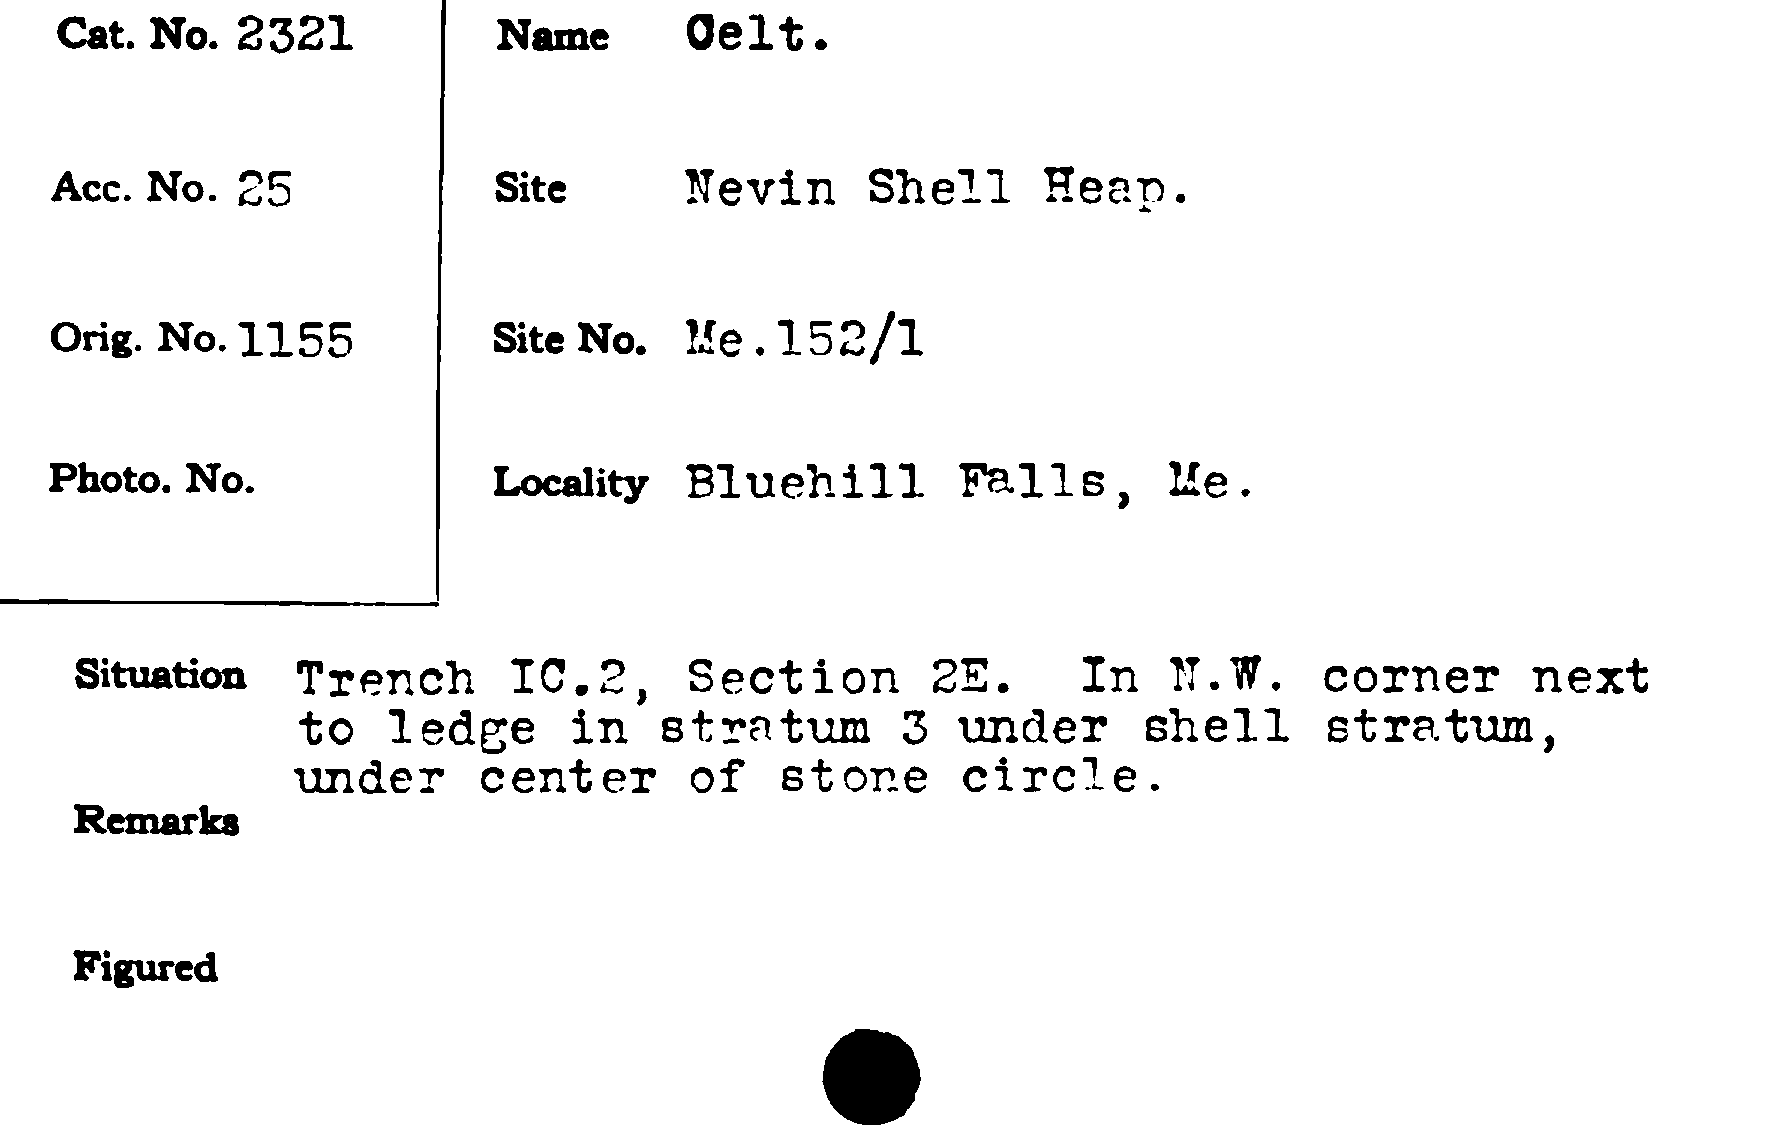 Cat. No. 2321
Name Celt.
Acc. No. 25
Site Nevin Shell Heap.
Orig. No. 1155
Site No. Me.152/1
Photo. No.
Locality Bluehill Falls, Me.
Situation Trench IC.2, Section 2E. In N.W. corner next
to ledge in stratum 3 under shell stratum,
under center of stone circle.
Remarks
Figured